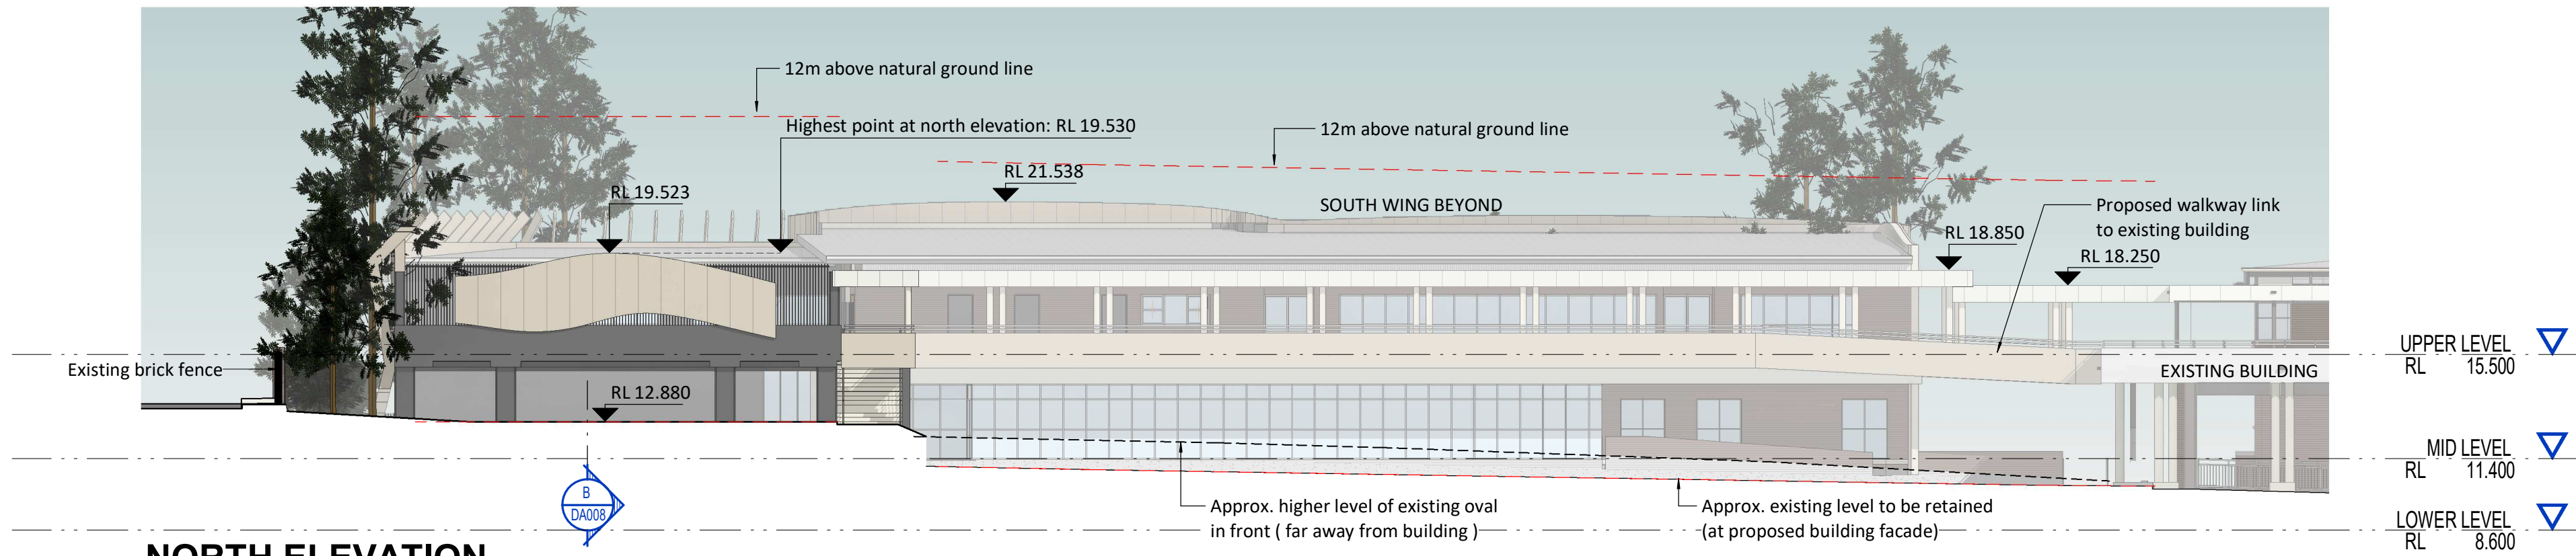 12m above natural ground line
Highest point at north elevation: RL 19.530
12m above natural ground line
RL 21.538
RL 19.523
SOUTH WING BEYOND
Proposed walkway link
to existing building
RL 18.850
RL 18.250
UPPER LEVEL
RL 15.500
Existing brick fence
EXISTING BUILDING
RL 12.880
MID LEVEL
RL 11.400
B
DA008
Approx. higher level of existing oval
in front ( far away from building )
Approx. existing level to be retained
(at proposed building facade)
LOWER LEVEL
RL 8.600
NORTH ELEVATION